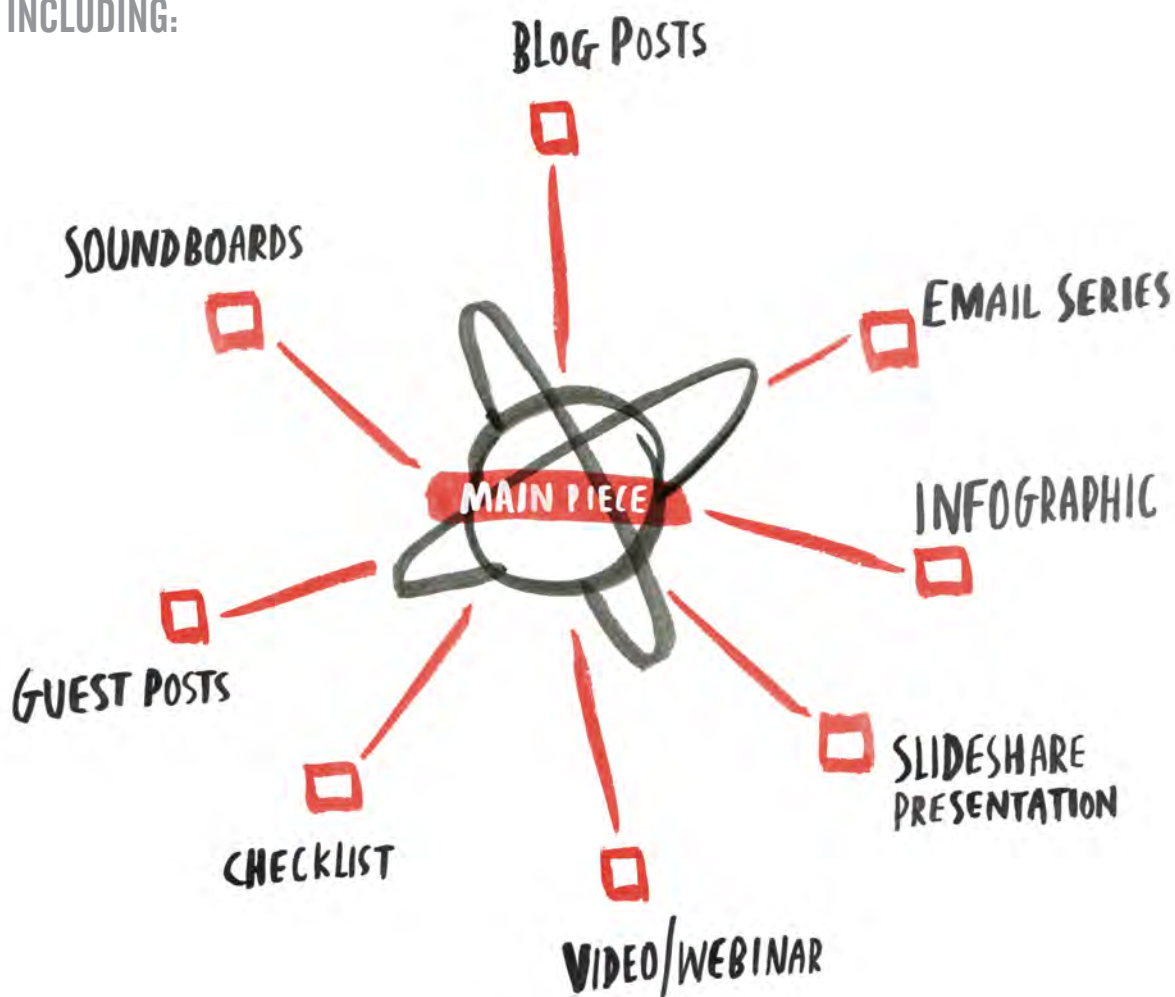 INCLUDING:
BLOG POSTS
SOUNDBOARDS
EMAIL SERIES
MAIN PIECE
INFOGRAPHIC
GUEST POSTS
SLIDESHARE
PRESENTATION
CHECKLIST
VIDEO/WEBINAR